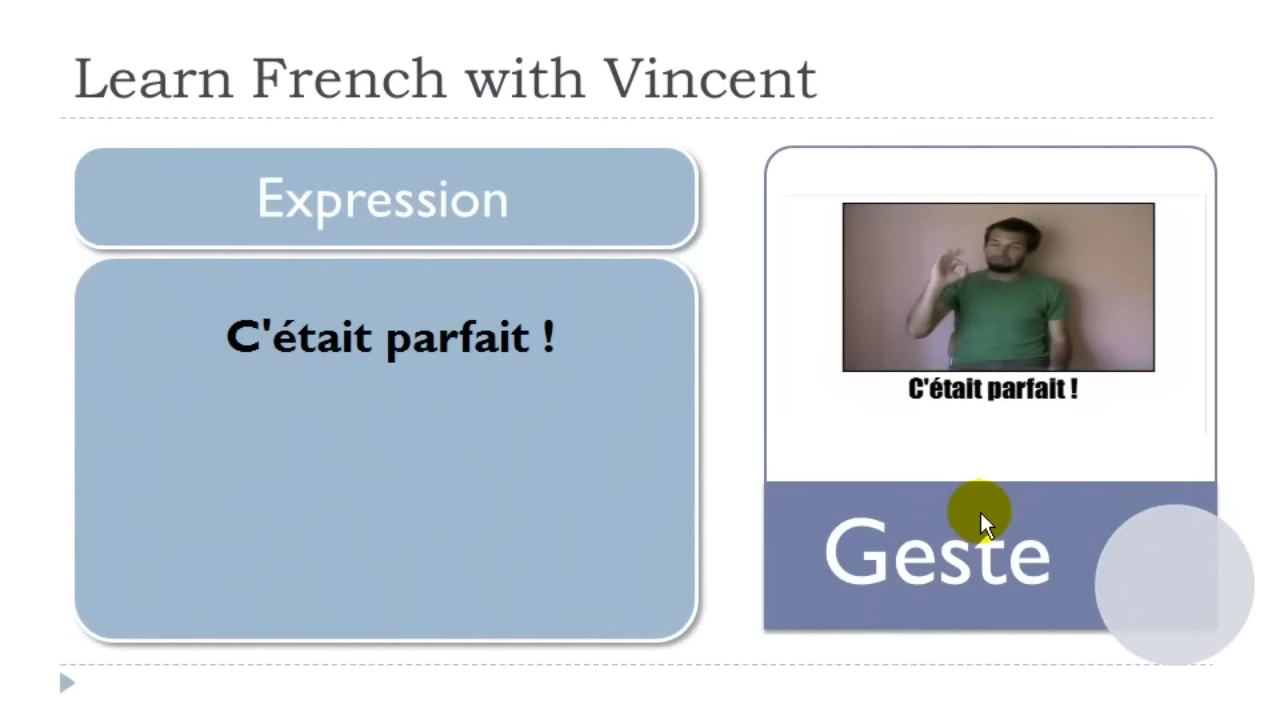 Learn French with Vincent
Expression
C'était parfait !
C'était parfait !
Geste